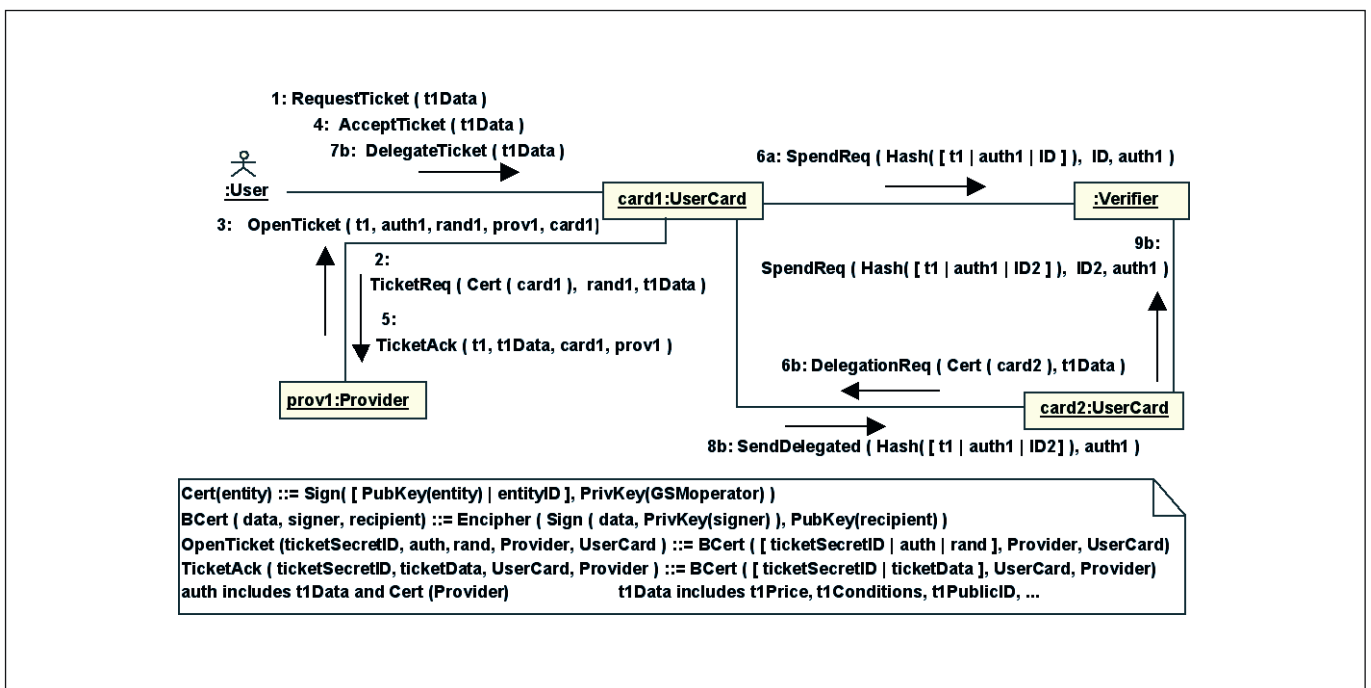 1: RequestTicket ( t1Data )
4: AcceptTicket ( t1Data )
7b: DelegateTicket ( t1Data )
6a: SpendReq ( Hash( [ t1 | auth1 | ID ] ), ID, auth1 )
:User
card1:UserCard
:Verifier
3: OpenTicket ( t1, auth1, rand1, prov1, card1)
9b:
SpendReq ( Hash( [ t1 | auth1 | ID2 ] ), ID2, auth1 )
2:
TicketReq ( Cert ( card1 ), rand1, t1Data )
5:
TicketAck ( t1, t1Data, card1, prov1 )
6b: DelegationReq ( Cert ( card2 ), t1Data )
prov1:Provider
card2:UserCard
8b: SendDelegated ( Hash( [ t1 | auth1 | ID2] ), auth1 )
Cert(entity) ::= Sign( [ PubKey(entity) | entityID ], PrivKey(GSMoperator) )
BCert ( data, signer, recipient) ::= Encipher ( Sign ( data, PrivKey(signer) ), PubKey(recipient) )
OpenTicket (ticketSecretID, auth, rand, Provider, UserCard ) ::= BCert ( [ ticketSecretID | auth | rand ], Provider, UserCard)
TicketAck ( ticketSecretID, ticketData, UserCard, Provider ) ::= BCert ( [ ticketSecretID | ticketData ], UserCard, Provider)
auth includes t1Data and Cert (Provider) t1Data includes t1Price, t1Conditions, t1PublicID, ...